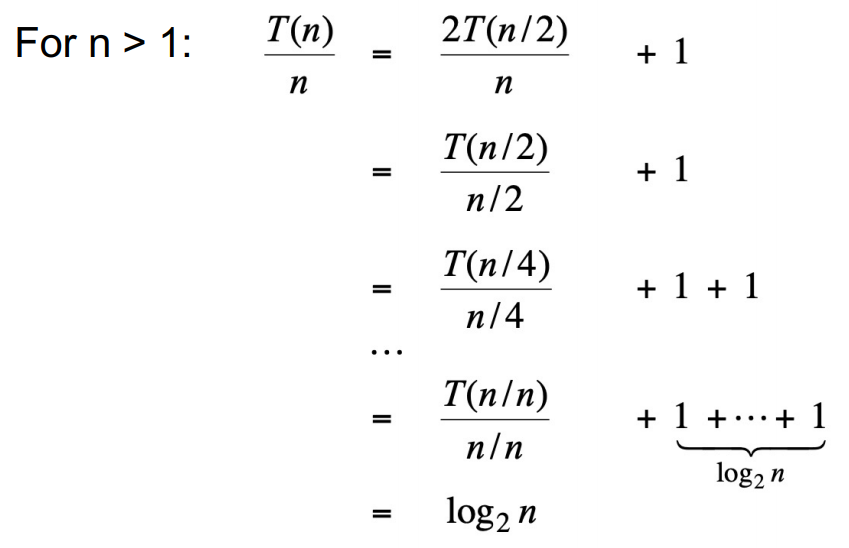 For n > 1: T(n)/n = 2T(n/2)/n + 1
= T(n/2)/(n/2) + 1
= T(n/4)/(n/4) + 1 + 1
...
= T(n/n)/(n/n) + 1 + ⋯ + 1
log₂ n
= log₂ n